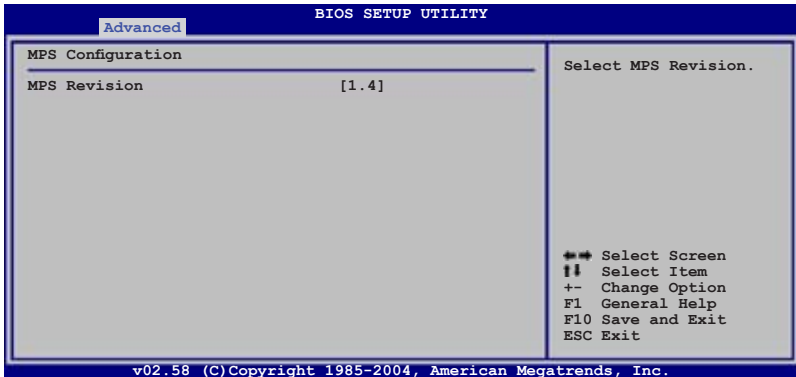 BIOS SETUP UTILITY
Advanced
MPS Configuration
MPS Revision [1.4]
Select MPS Revision.
Select Screen
Select Item
+- Change Option
F1 General Help
F10 Save and Exit
ESC Exit
v02.58 (C)Copyright 1985-2004, American Megatrends, Inc.